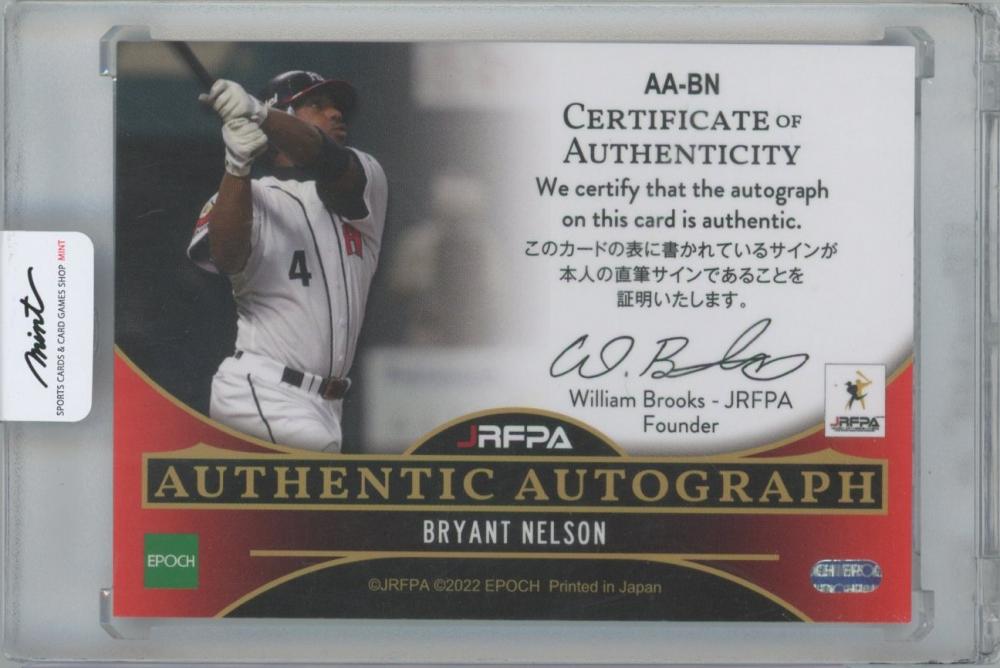 AA-BN
CERTIFICATE OF
AUTHENTICITY
We certify that the autograph
on this card is authentic.
このカードの表に書かれているサインが
本人の直筆サインであることを
証明いたします。
W. Brooks
William Brooks - JRFPA
Founder
JRFPA
JRFPA
AUTHENTIC AUTOGRAPH
BRYANT NELSON
EPOCH
©JRFPA ©2022 EPOCH Printed in Japan
4
H
mint
SPORTS CARDS & CARD GAMES SHOP MINT